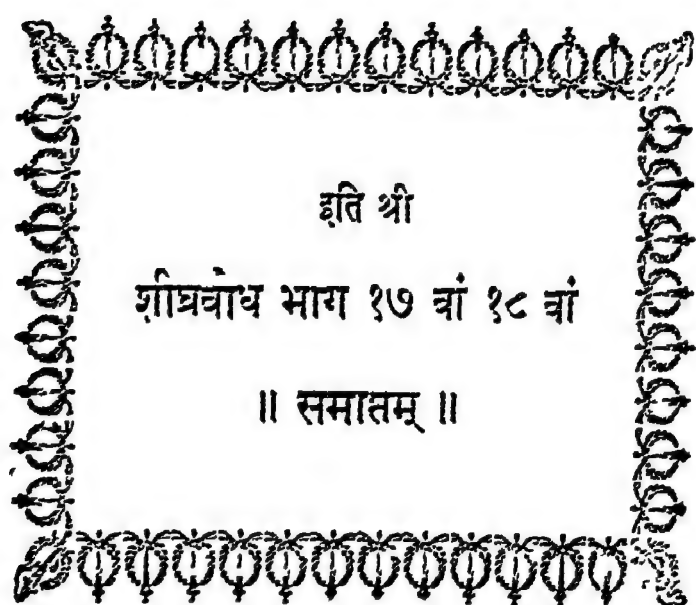 इति श्री
शीघ्रबोध भाग १७ वां १८ वां
॥ समाप्तम् ॥